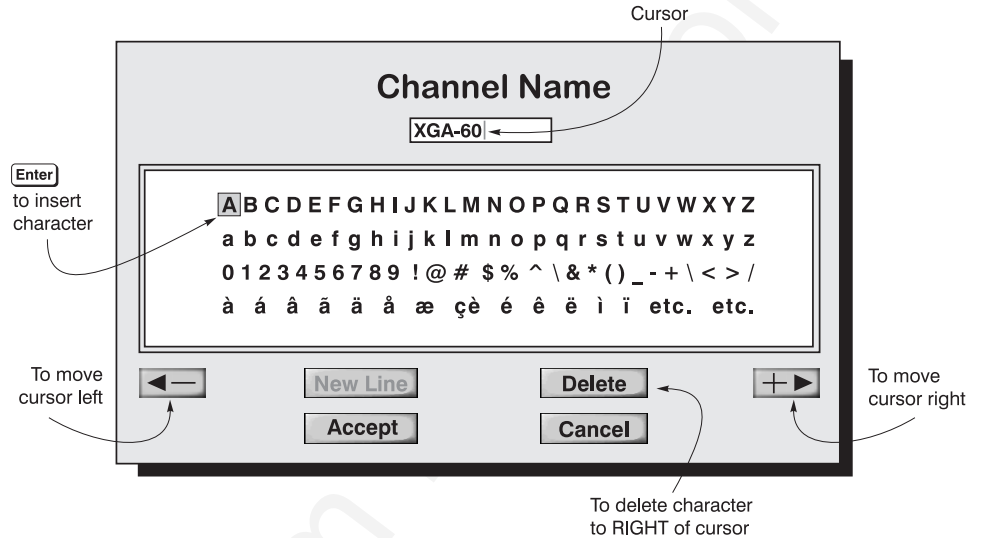 Cursor
Channel Name
XGA-60
Enter
to insert
character
A B C D E F G H I J K L M N O P Q R S T U V W X Y Z
a b c d e f g h i j k l m n o p q r s t u v w x y z
0 1 2 3 4 5 6 7 8 9 ! @ # $ % ^ \ & * ( ) _ - + \ < > /
à á â ã ä å æ çè é ê ë ì ï etc. etc.
To move
cursor left
New Line
Delete
To move
cursor right
Accept
Cancel
To delete character
to RIGHT of cursor